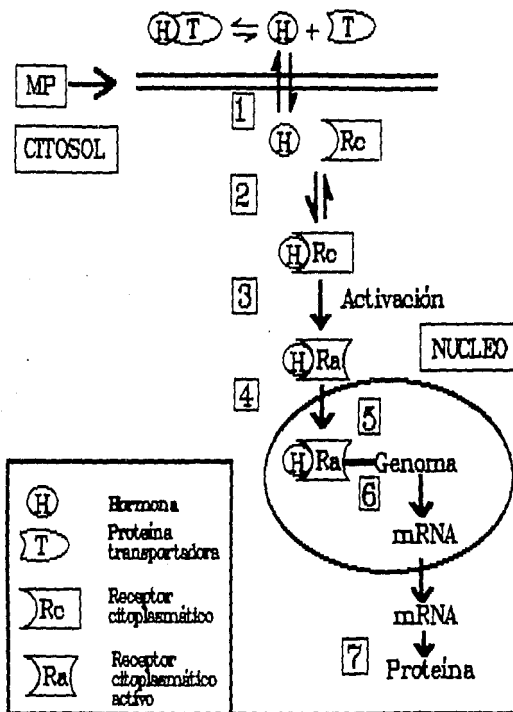 H T ⇌ H + T
MP
1
CITOSOL
H Rc
2
H Rc
3 Activación
NUCLEO
H Ra
4
5
H Ra Genoma
6
mRNA
mRNA
7 Proteína
H Hormona
T Proteína
transportadora
Rc Receptor
citoplasmático
Ra Receptor
citoplasmático
activo